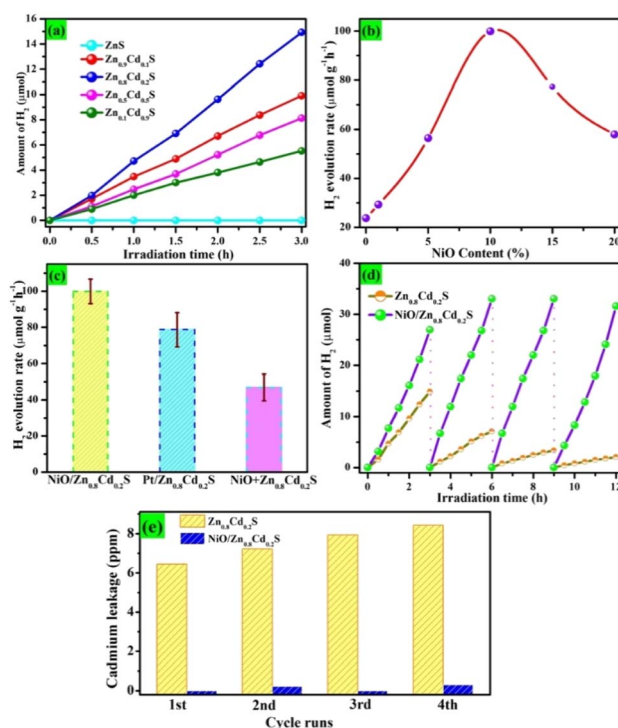 (a)
ZnS
Zn0.9Cd0.1S
Zn0.8Cd0.2S
Zn0.5Cd0.5S
Zn0.1Cd0.9S
Amount of H2 (μmol)
16
14
12
10
8
6
4
2
0
0.0 0.5 1.0 1.5 2.0 2.5 3.0
Irradiation time (h)
(b)
H2 evolution rate (μmol g-1h-1)
100
80
60
40
20
0 5 10 15 20
NiO Content (%)
(c)
H2 evolution rate (μmol g-1h-1)
100
80
60
40
20
0
NiO/Zn0.8Cd0.2S Pt/Zn0.8Cd0.2S NiO+Zn0.8Cd0.2S
(d)
Zn0.8Cd0.2S
NiO/Zn0.8Cd0.2S
Amount of H2 (μmol)
40
30
20
10
0
0 2 4 6 8 10 12
Irradiation time (h)
(e)
Zn0.8Cd0.2S
NiO/Zn0.8Cd0.2S
Cadmium leakage (ppm)
8
6
4
2
0
1st 2nd 3rd 4th
Cycle runs